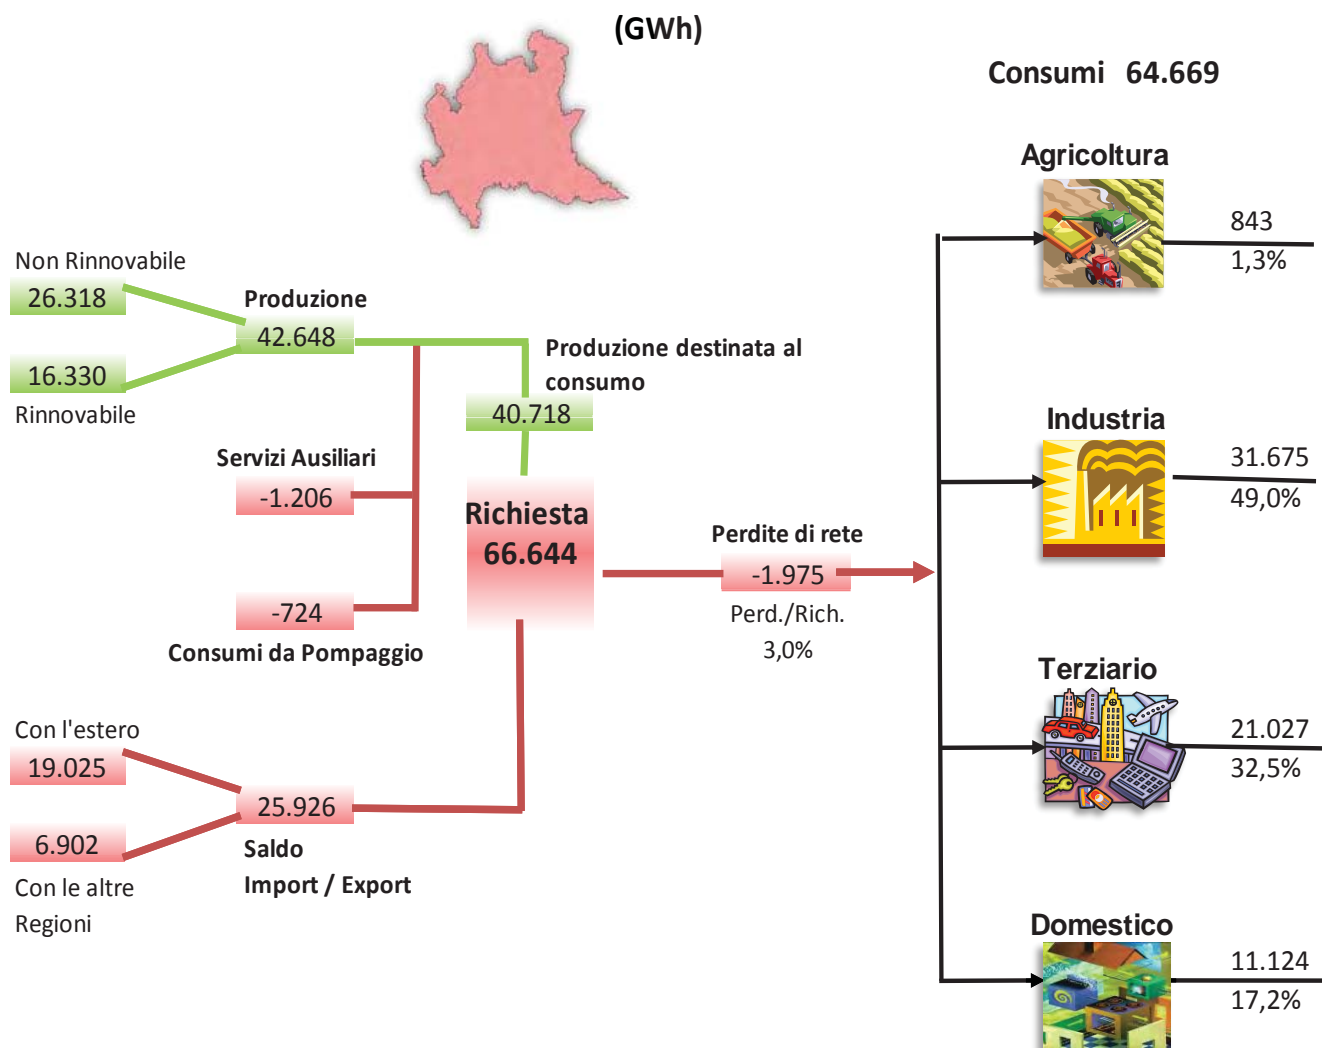 (GWh)
Consumi 64.669
Non Rinnovabile
26.318
16.330
Rinnovabile
Produzione
42.648
Produzione destinata al
consumo
40.718
Servizi Ausiliari
-1.206
-724
Consumi da Pompaggio
Richiesta
66.644
Con l'estero
19.025
6.902
Con le altre
Regioni
25.926
Saldo
Import / Export
Perdite di rete
-1.975
Perd./Rich.
3,0%
Agricoltura
843
1,3%
Industria
31.675
49,0%
Terziario
21.027
32,5%
Domestico
11.124
17,2%